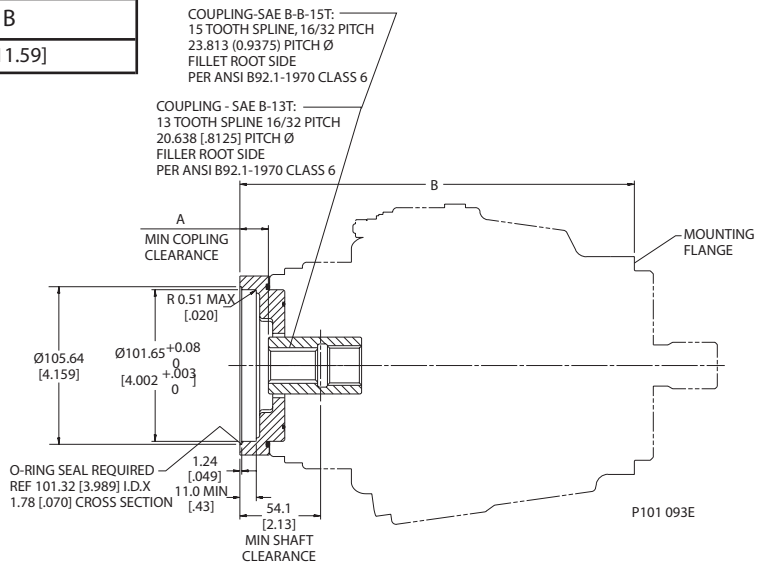 B
1.59]
COUPLING-SAE B-B-15T:
15 TOOTH SPLINE, 16/32 PITCH
23.813 (0.9375) PITCH Ø
FILLET ROOT SIDE
PER ANSI B92.1-1970 CLASS 6
COUPLING - SAE B-13T:
13 TOOTH SPLINE 16/32 PITCH
20.638 [.8125] PITCH Ø
FILLER ROOT SIDE
PER ANSI B92.1-1970 CLASS 6
B
A
MIN COPLING
CLEARANCE
MOUNTING
FLANGE
R 0.51 MAX
[.020]
Ø105.64
[4.159]
Ø101.65 +0.08
0
[4.002 +.003
0 ]
O-RING SEAL REQUIRED
REF 101.32 [3.989] I.D.X
1.78 [.070] CROSS SECTION
1.24
[.049]
11.0 MIN
[.43]
54.1
[2.13]
MIN SHAFT
CLEARANCE
P101 093E